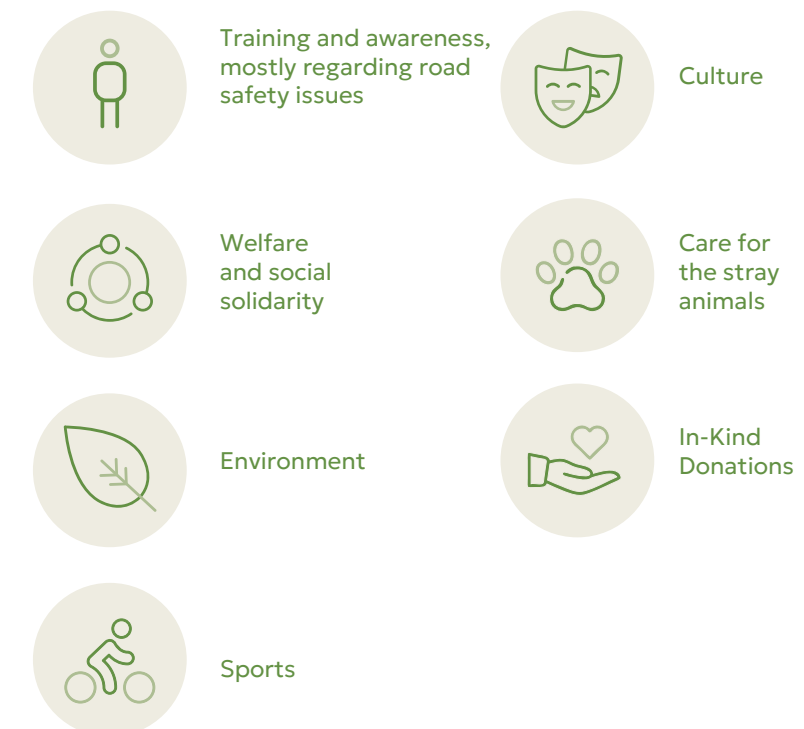 Training and awareness,
mostly regarding road
safety issues
Welfare
and social
solidarity
Environment
Sports
Culture
Care for
the stray
animals
In-Kind
Donations